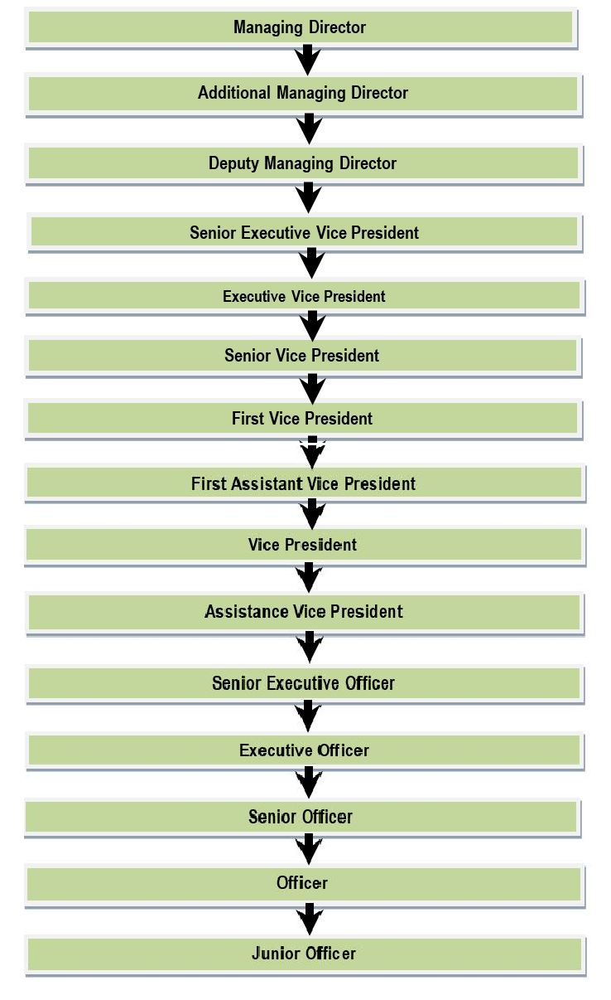 Managing Director
Additional Managing Director
Deputy Managing Director
Senior Executive Vice President
Executive Vice President
Senior Vice President
First Vice President
First Assistant Vice President
Vice President
Assistance Vice President
Senior Executive Officer
Executive Officer
Senior Officer
Officer
Junior Officer